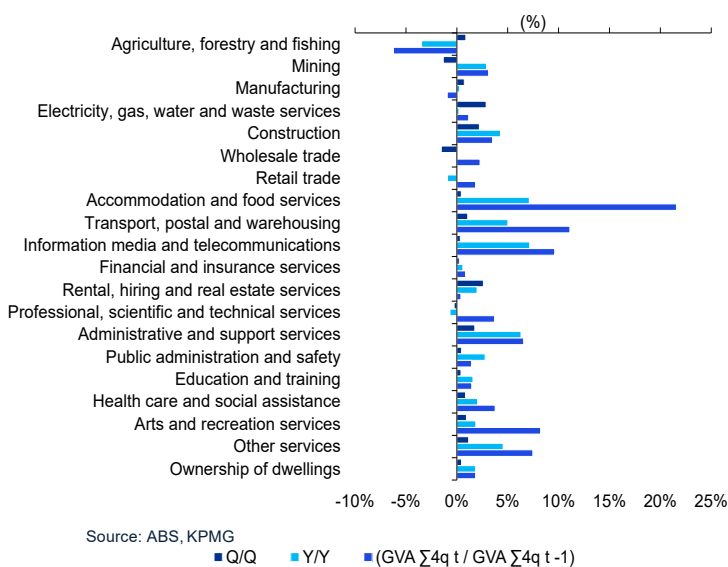 (%)
Agriculture, forestry and fishing
Mining
Manufacturing
Electricity, gas, water and waste services
Construction
Wholesale trade
Retail trade
Accommodation and food services
Transport, postal and warehousing
Information media and telecommunications
Financial and insurance services
Rental, hiring and real estate services
Professional, scientific and technical services
Administrative and support services
Public administration and safety
Education and training
Health care and social assistance
Arts and recreation services
Other services
Ownership of dwellings
-10% -5% 0% 5% 10% 15% 20% 25%
Source: ABS, KPMG
Q/Q Y/Y (GVA ∑4q t / GVA ∑4q t -1)